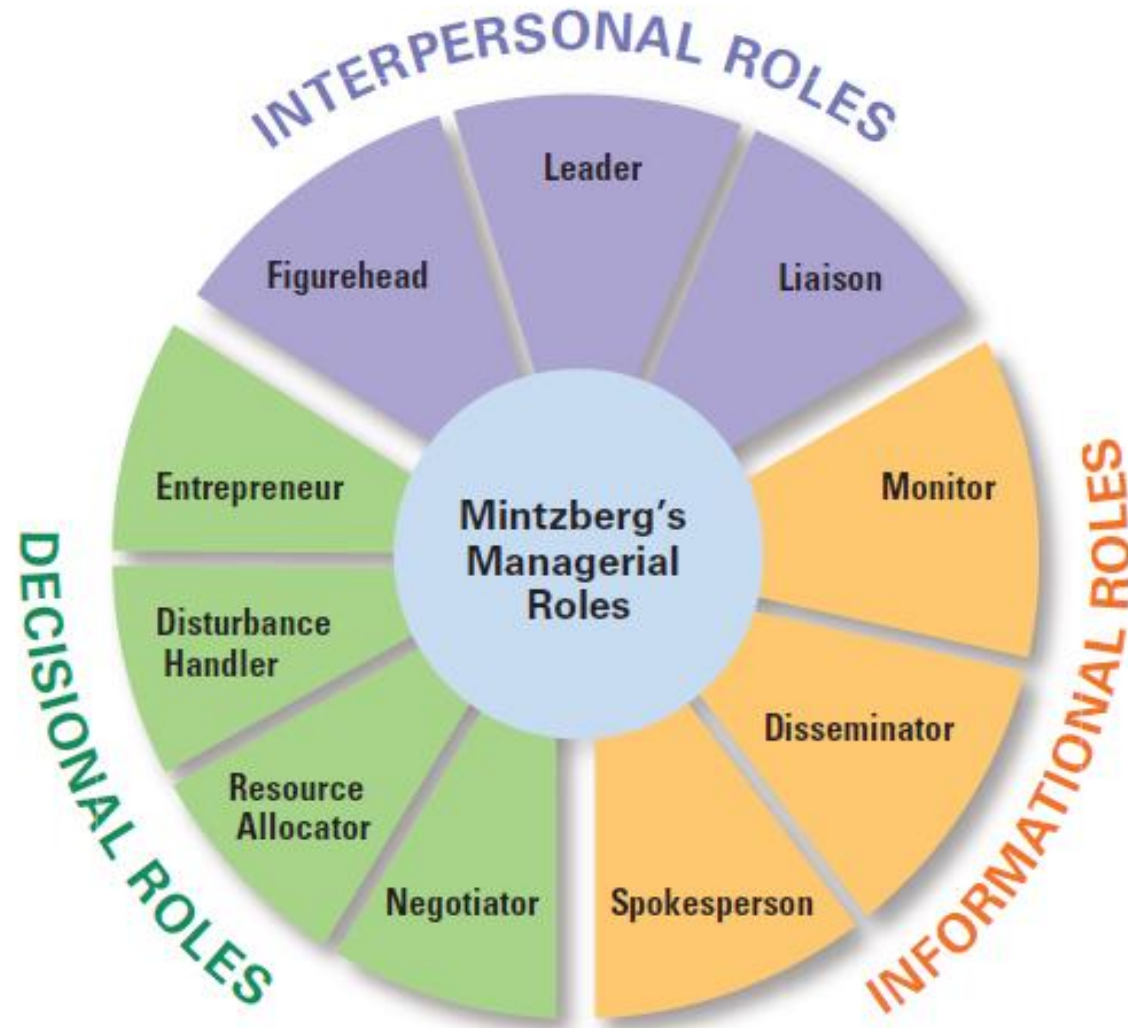 INTERPERSONAL ROLES
Leader
Figurehead
Liaison
Entrepreneur
Monitor
Mintzberg's
Managerial
Roles
Disturbance
Handler
Disseminator
Resource
Allocator
Negotiator
Spokesperson
DECISIONAL ROLES
INFORMATIONAL ROLES